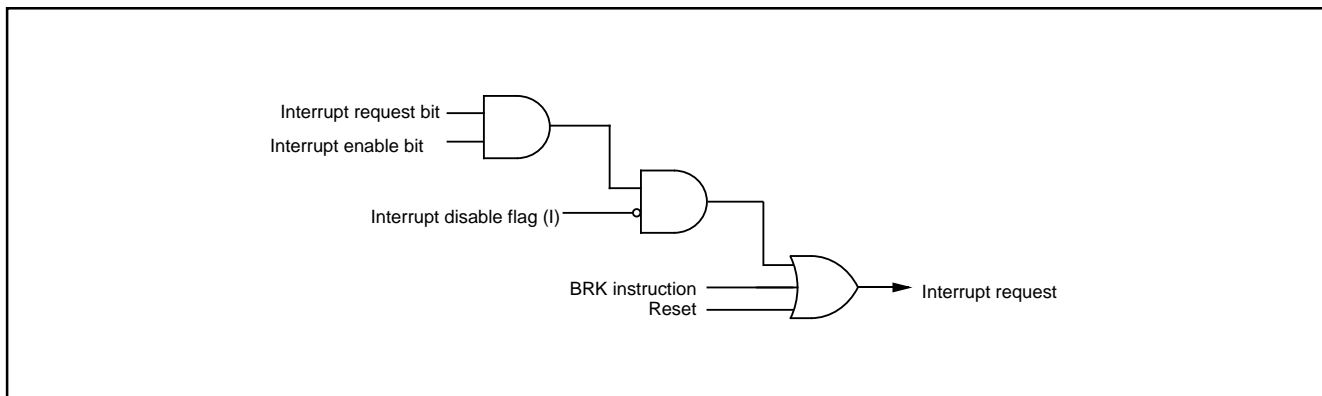 Interrupt request bit
Interrupt enable bit
Interrupt disable flag (I)
BRK instruction
Reset
Interrupt request